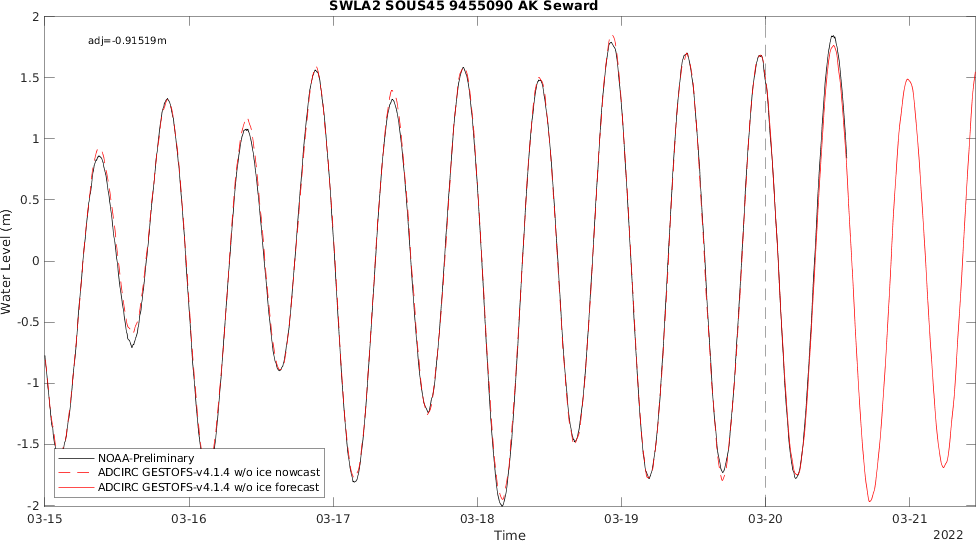 SWLA2 SOUS45 9455090 AK Seward
adj=-0.91519m
2
1.5
1
0.5
0
-0.5
-1
-1.5
-2
Water Level (m)
NOAA-Preliminary
ADCIRC GESTOFS-v4.1.4 w/o ice nowcast
ADCIRC GESTOFS-v4.1.4 w/o ice forecast
03-15 03-16 03-17 03-18 03-19 03-20 03-21
Time
2022